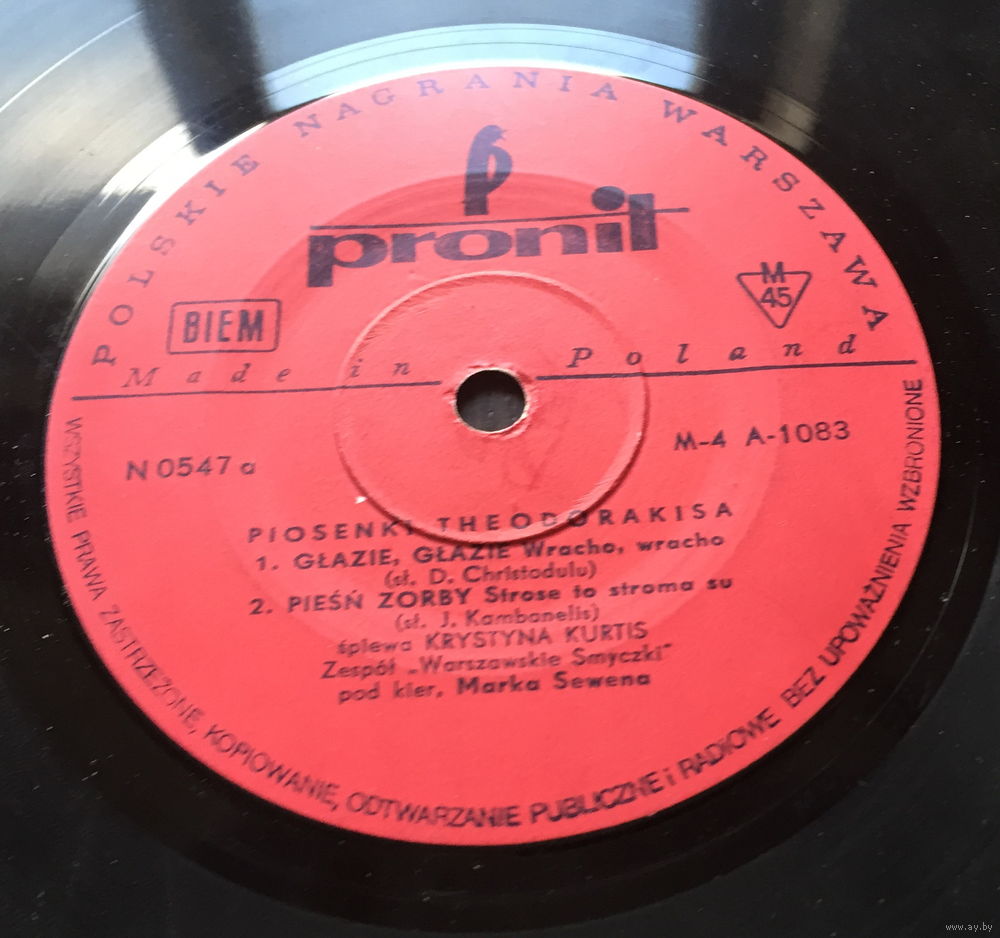 POLSKIE NAGRANIA WARSZAWA
pronit
BIEM
M
45
Made in Poland
N 0547 a
M-4 A-1083
PIOSENKI THEODORAKISA
1. GŁAZIE, GŁAZIE Wracho, wracho
(sł. D. Christodulu)
2. PIEŚŃ ZORBY Strose to stroma su
(sł. J. Kambanelis)
śpiewa KRYSTYNA KURTIS
Zespół „Warszawskie Smyczki"
pod kier. Marka Sewena
WSZYSTKIE PRAWA ZASTRZEŻONE, KOPIOWANIE, ODTWARZANIE PUBLICZNE i RADIOWE BEZ UPOWAŻNIENIA WZBRONIONE
www.ay.by